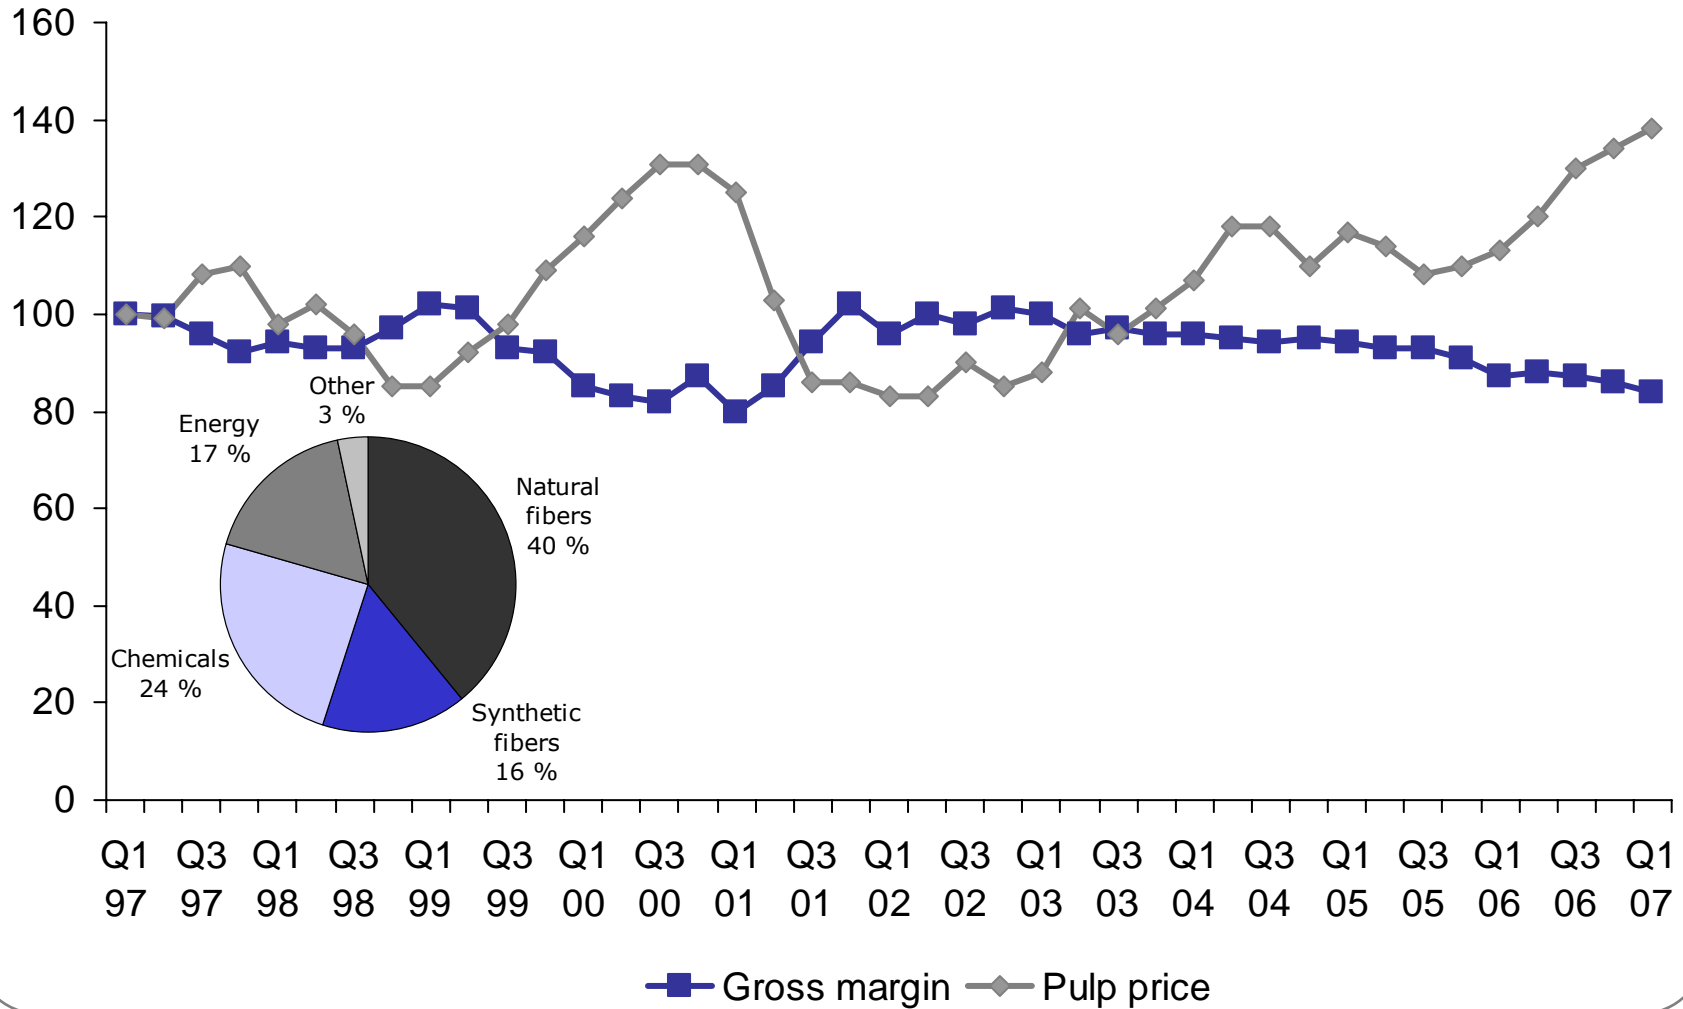 160
140
120
100
80
60
40
20
0
Other
3 %
Energy
17 %
Natural
fibers
40 %
Chemicals
24 %
Synthetic
fibers
16 %
Q1 Q3 Q1 Q3 Q1 Q3 Q1 Q3 Q1 Q3 Q1 Q3 Q1 Q3 Q1 Q3 Q1 Q3 Q1 Q3 Q1
97 97 98 98 99 99 00 00 01 01 02 02 03 03 04 04 05 05 06 06 07
Gross margin Pulp price